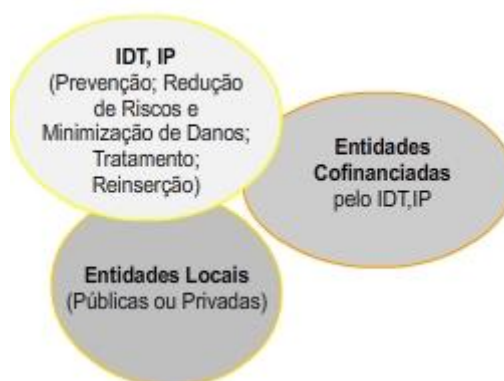 IDT, IP
(Prevenção; Redução
de Riscos e
Minimização de Danos;
Tratamento;
Reinserção)
Entidades
Cofinanciadas
pelo IDT,IP
Entidades Locais
(Públicas ou Privadas)